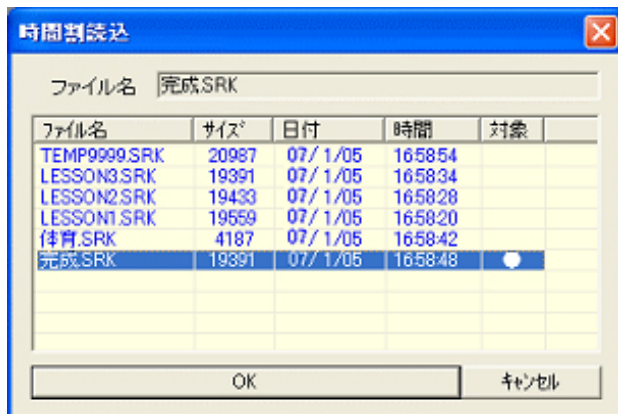 時間割読込
ファイル名 完成.SRK
ファイル名 サイズ 日付 時間 対象
TEMP9999.SRK 20987 07/ 1/05 16:58:54
LESSON3.SRK 19391 07/ 1/05 16:58:34
LESSON2.SRK 19433 07/ 1/05 16:58:28
LESSON1.SRK 19559 07/ 1/05 16:58:20
体育.SRK 4187 07/ 1/05 16:58:42
完成.SRK 19391 07/ 1/05 16:58:48 ●
OK キャンセル